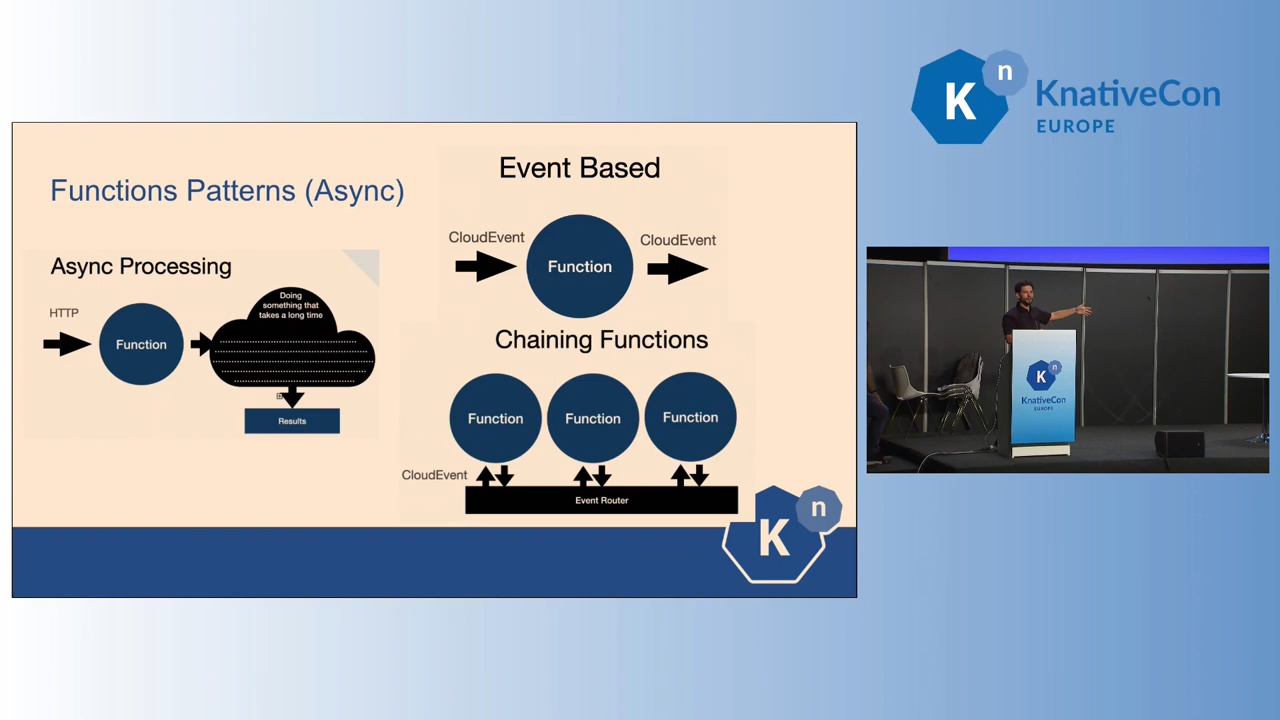 K
n
KnativeCon
EUROPE
Functions Patterns (Async)
Async Processing
HTTP
Function
Doing
something that
takes a long time
Results
Event Based
CloudEvent
Function
CloudEvent
Chaining Functions
Function
Function
Function
CloudEvent
Event Router
K
n
K
n
KnativeCon
EUROPE